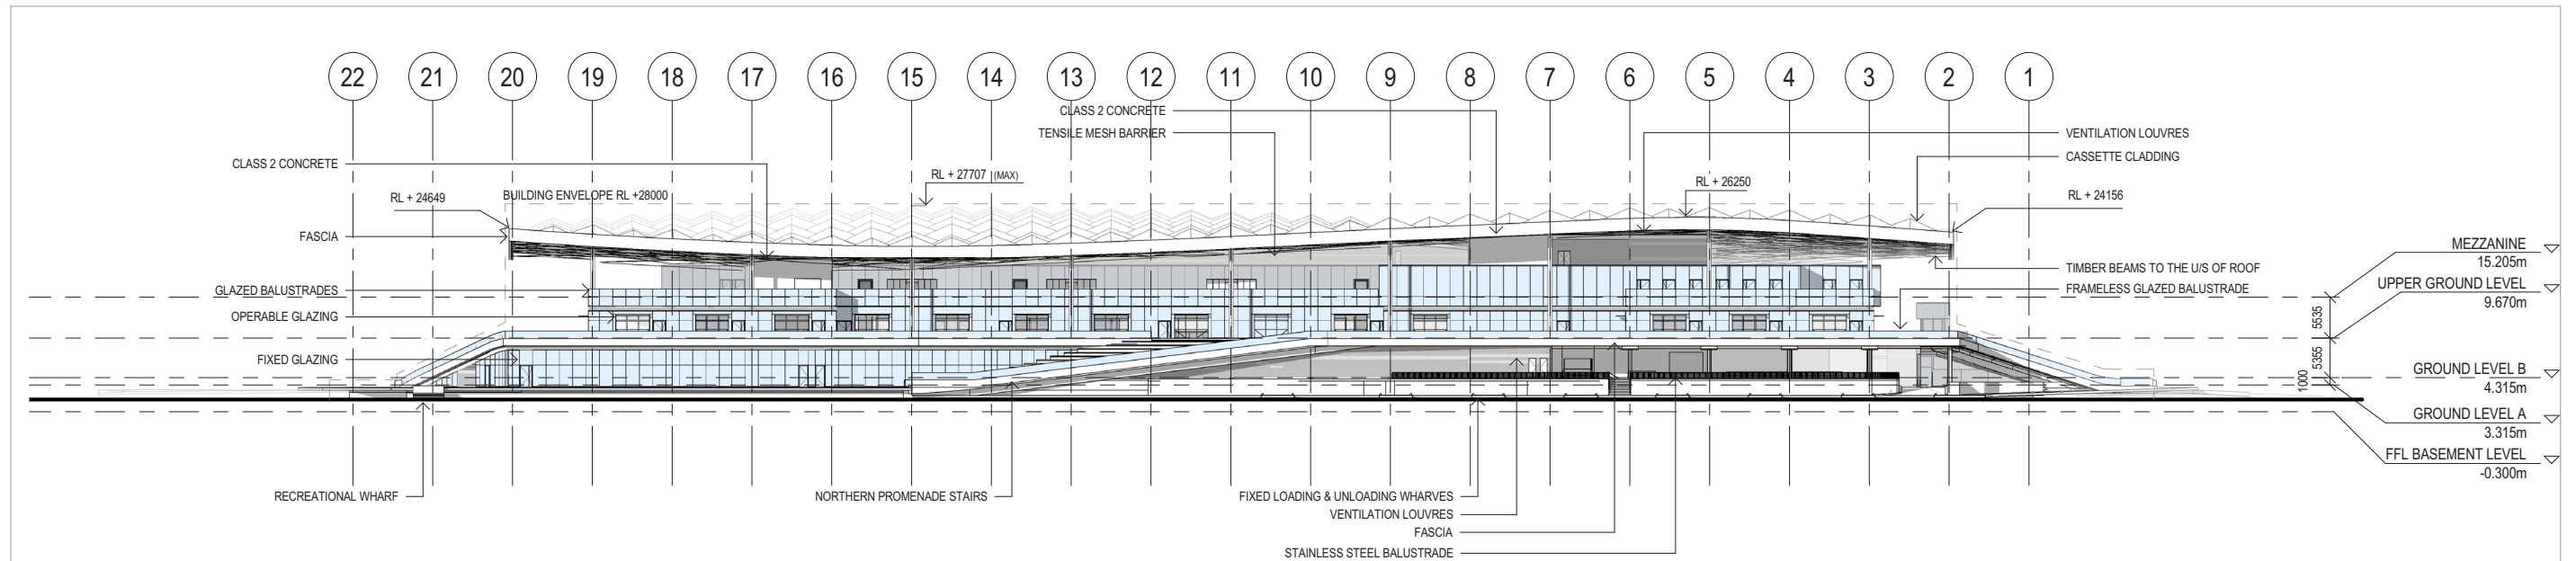 22 21 20 19 18 17 16 15 14 13 12 11 10 9 8 7 6 5 4 3 2 1
CLASS 2 CONCRETE
TENSILE MESH BARRIER
VENTILATION LOUVRES
CASSETTE CLADDING
CLASS 2 CONCRETE
RL + 27707 (MAX)
RL + 26250
RL + 24649
BUILDING ENVELOPE RL +28000
RL + 24156
FASCIA
MEZZANINE
15.205m
TIMBER BEAMS TO THE U/S OF ROOF
GLAZED BALUSTRADES
FRAMELESS GLAZED BALUSTRADE
UPPER GROUND LEVEL
9.670m
OPERABLE GLAZING
5535
FIXED GLAZING
5355
GROUND LEVEL B
4.315m
1000
GROUND LEVEL A
3.315m
FFL BASEMENT LEVEL
-0.300m
RECREATIONAL WHARF
NORTHERN PROMENADE STAIRS
FIXED LOADING & UNLOADING WHARVES
VENTILATION LOUVRES
FASCIA
STAINLESS STEEL BALUSTRADE